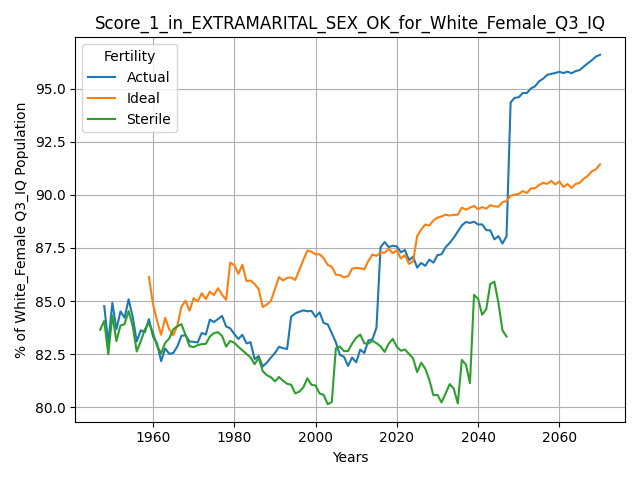 Score_1_in_EXTRAMARITAL_SEX_OK_for_White_Female_Q3_IQ
Fertility
Actual
Ideal
Sterile
% of White_Female Q3_IQ Population
95.0
92.5
90.0
87.5
85.0
82.5
80.0
1960
1980
2000
2020
2040
2060
Years